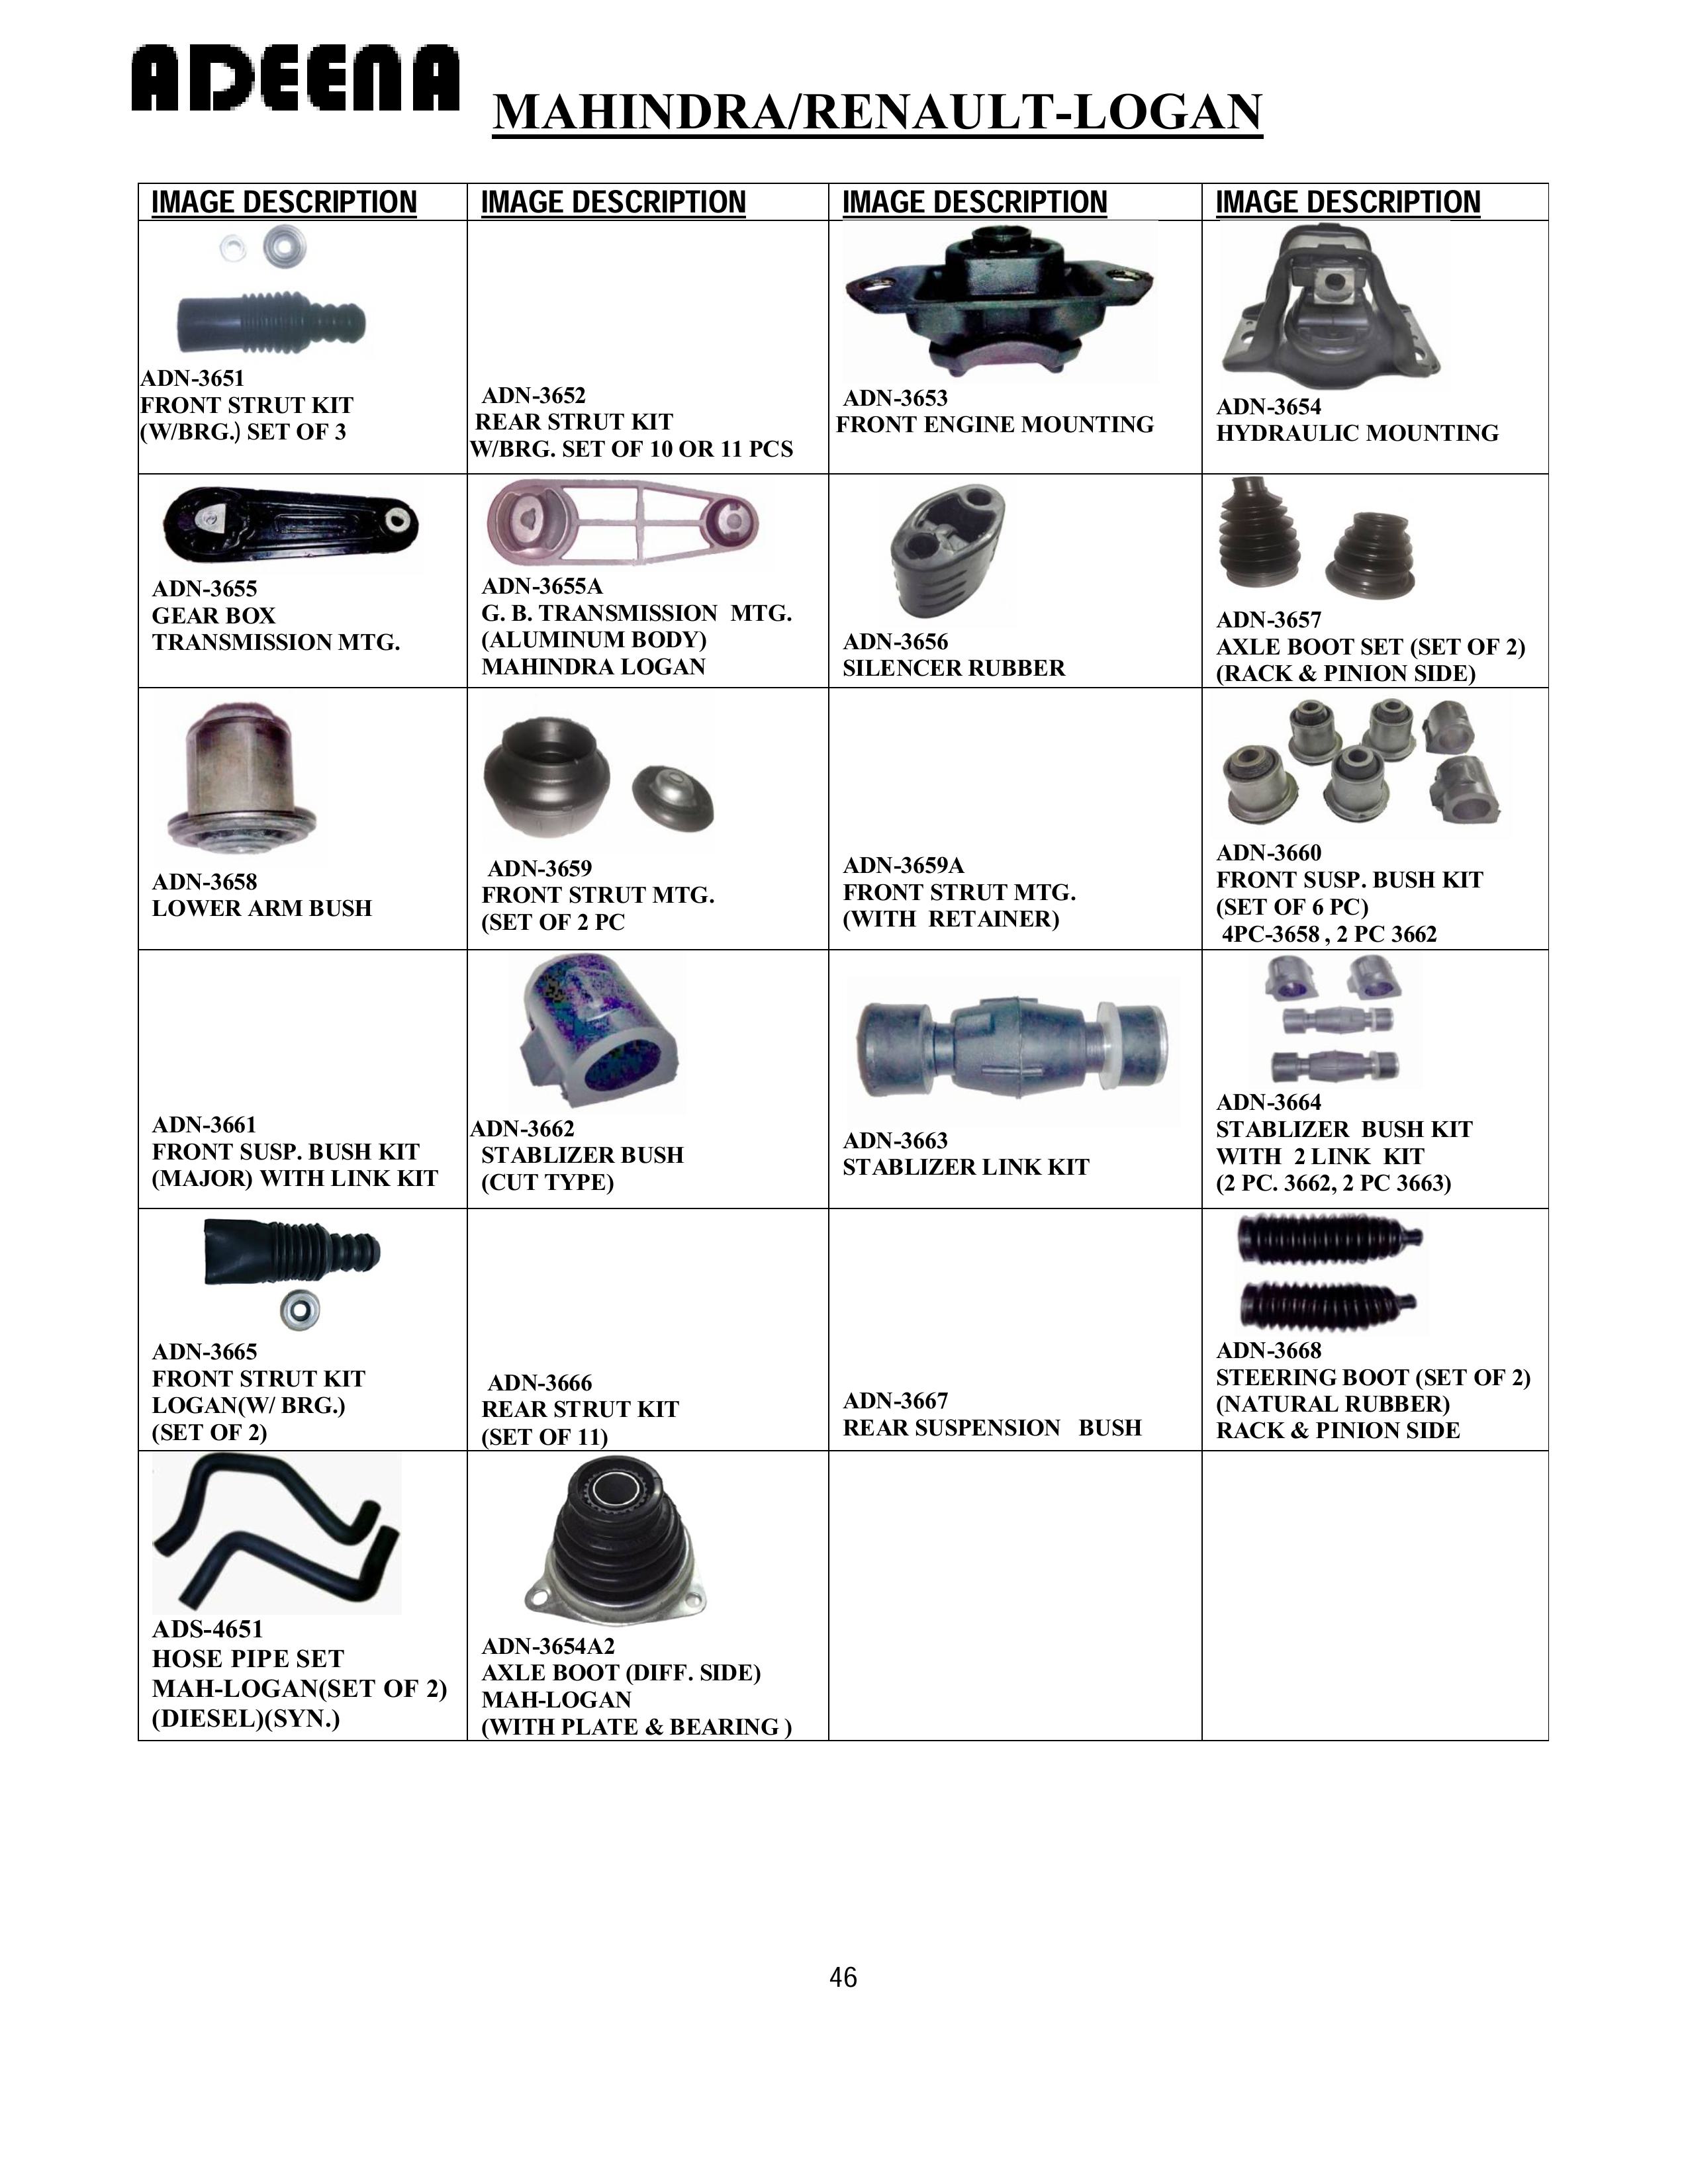 ADEENA
MAHINDRA/RENAULT-LOGAN
IMAGE DESCRIPTION
IMAGE DESCRIPTION
IMAGE DESCRIPTION
IMAGE DESCRIPTION
ADN-3651
FRONT STRUT KIT
(W/BRG.) SET OF 3
ADN-3652
REAR STRUT KIT
W/BRG. SET OF 10 OR 11 PCS
ADN-3653
FRONT ENGINE MOUNTING
ADN-3654
HYDRAULIC MOUNTING
ADN-3655
GEAR BOX
TRANSMISSION MTG.
ADN-3655A
G. B. TRANSMISSION MTG.
(ALUMINUM BODY)
MAHINDRA LOGAN
ADN-3656
SILENCER RUBBER
ADN-3657
AXLE BOOT SET (SET OF 2)
(RACK & PINION SIDE)
ADN-3658
LOWER ARM BUSH
ADN-3659
FRONT STRUT MTG.
(SET OF 2 PC
ADN-3659A
FRONT STRUT MTG.
(WITH RETAINER)
ADN-3660
FRONT SUSP. BUSH KIT
(SET OF 6 PC)
4PC-3658 , 2 PC 3662
ADN-3661
FRONT SUSP. BUSH KIT
(MAJOR) WITH LINK KIT
ADN-3662
STABLIZER BUSH
(CUT TYPE)
ADN-3663
STABLIZER LINK KIT
ADN-3664
STABLIZER BUSH KIT
WITH 2 LINK KIT
(2 PC. 3662, 2 PC 3663)
ADN-3665
FRONT STRUT KIT
LOGAN(W/ BRG.)
(SET OF 2)
ADN-3666
REAR STRUT KIT
(SET OF 11)
ADN-3667
REAR SUSPENSION BUSH
ADN-3668
STEERING BOOT (SET OF 2)
(NATURAL RUBBER)
RACK & PINION SIDE
ADS-4651
HOSE PIPE SET
MAH-LOGAN(SET OF 2)
(DIESEL)(SYN.)
ADN-3654A2
AXLE BOOT (DIFF. SIDE)
MAH-LOGAN
(WITH PLATE & BEARING )
46